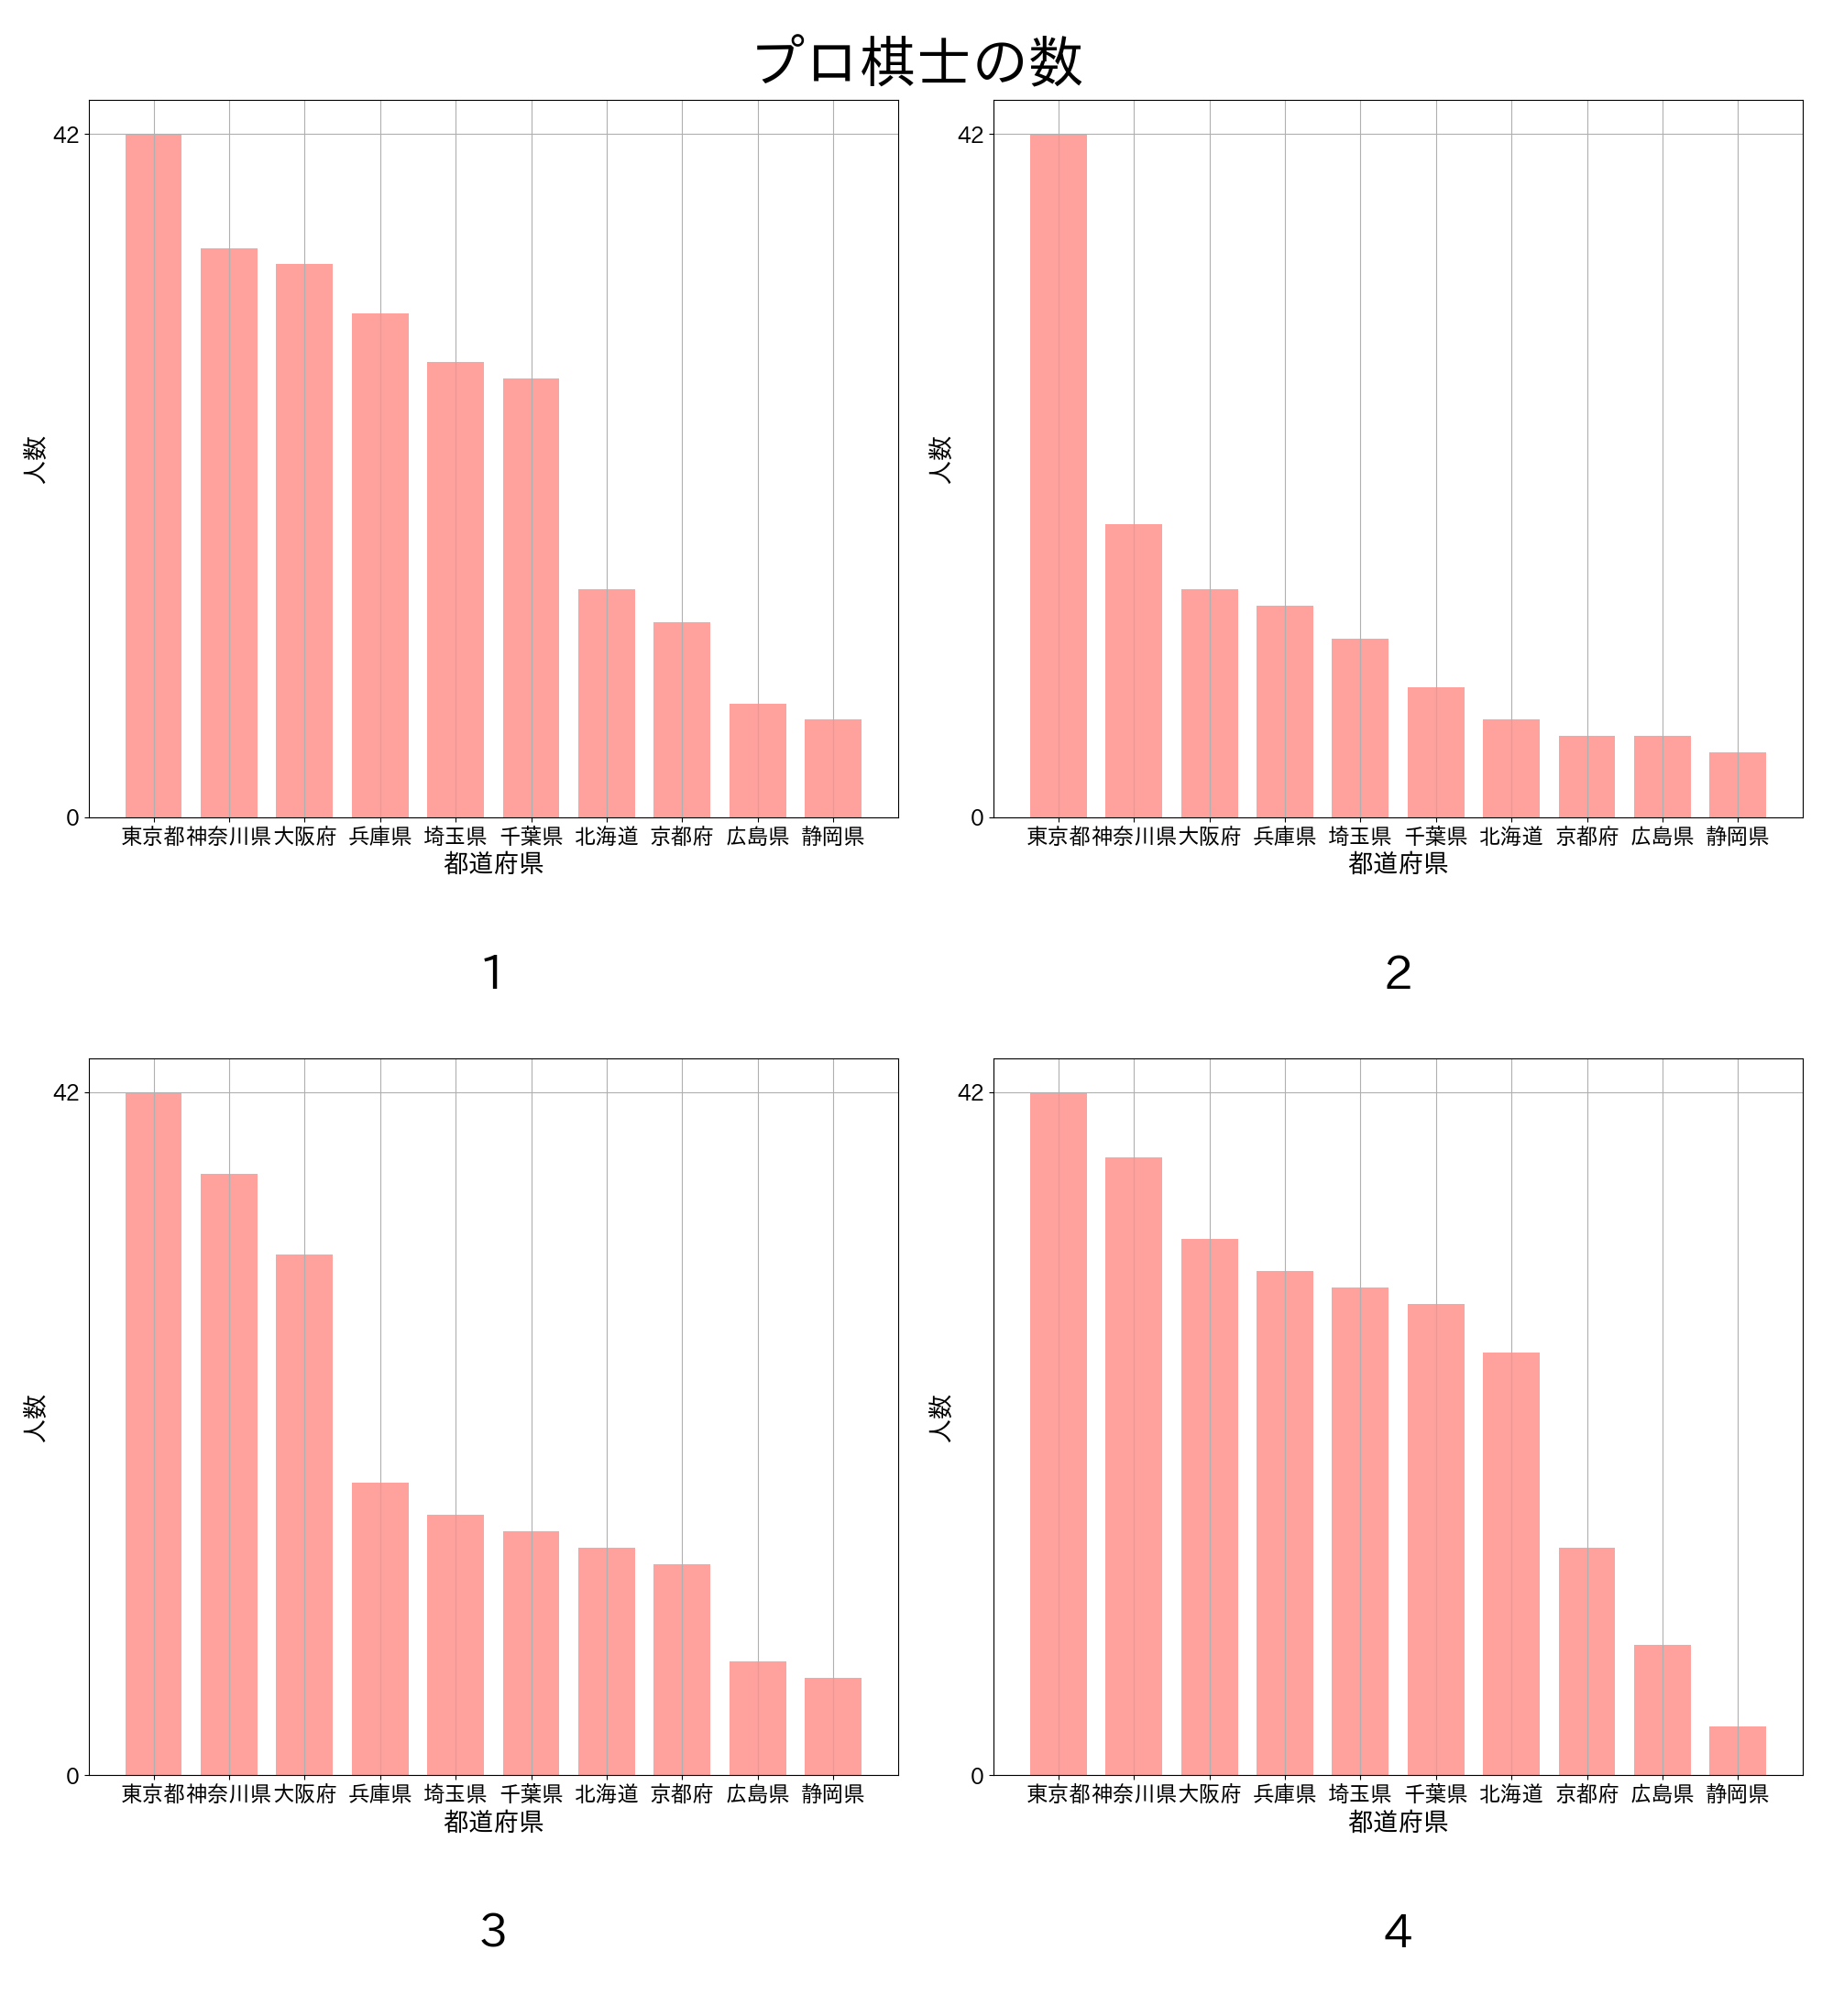 プロ棋士の数
42
0
人数
東京都 神奈川県 大阪府 兵庫県 埼玉県 千葉県 北海道 京都府 広島県 静岡県
都道府県
1
42
0
人数
東京都 神奈川県 大阪府 兵庫県 埼玉県 千葉県 北海道 京都府 広島県 静岡県
都道府県
2
42
0
人数
東京都 神奈川県 大阪府 兵庫県 埼玉県 千葉県 北海道 京都府 広島県 静岡県
都道府県
3
42
0
人数
東京都 神奈川県 大阪府 兵庫県 埼玉県 千葉県 北海道 京都府 広島県 静岡県
都道府県
4